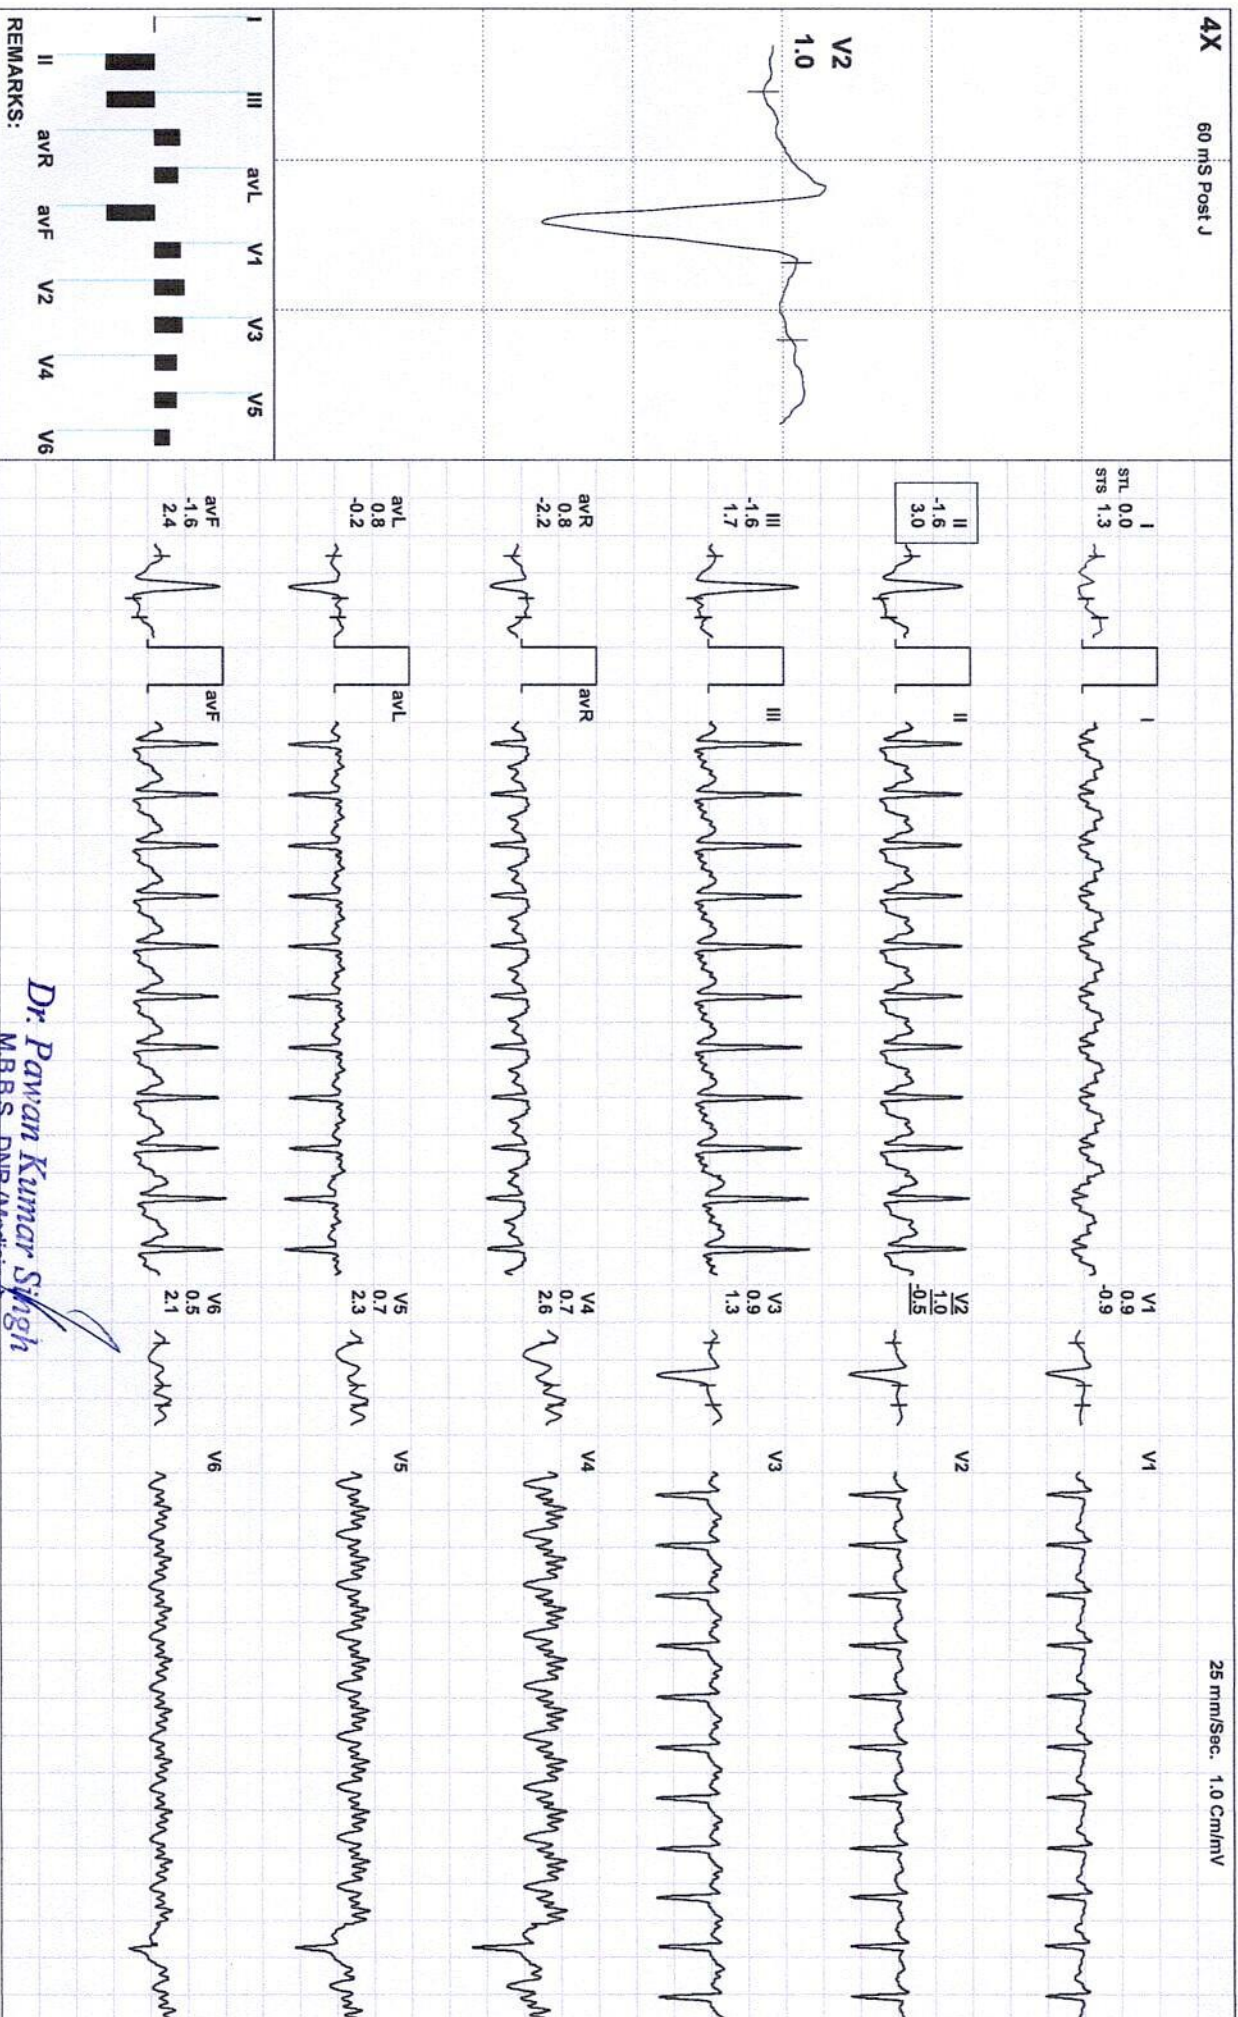 4X
60 mS Post J
25 mm/Sec. 1.0 Cm/mV
V2
1.0
I
STL 0.0
STS 1.3
I
V1
0.9
-0.9
V1
II
-1.6
3.0
II
V2
1.0
-0.5
V2
III
-1.6
1.7
III
V3
0.9
1.3
V3
avR
0.8
-2.2
avR
V4
0.7
2.6
V4
avL
0.8
-0.2
avL
V5
0.7
2.3
V5
avF
-1.6
2.4
avF
V6
0.5
2.1
V6
I III avL V1 V3 V5
II avR avF V2 V4 V6
REMARKS:
Dr. Pawan Kumar Singh
M.B.B.S. DNB